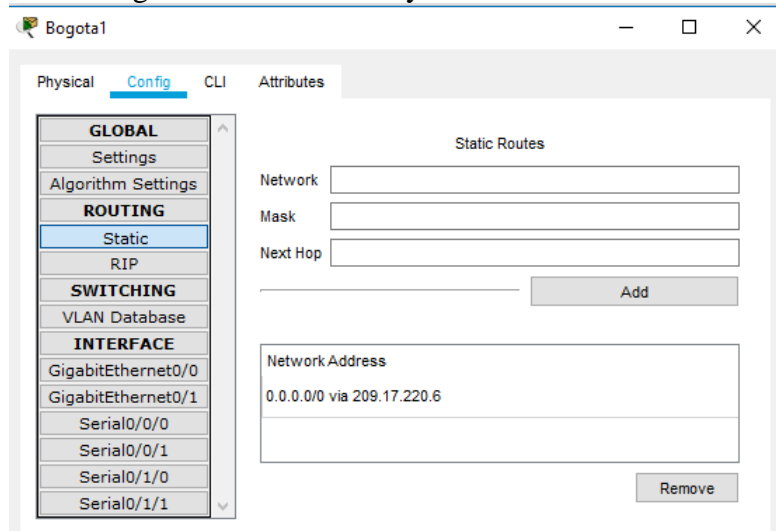 Bogota1
Physical Config CLI Attributes
GLOBAL
Settings
Algorithm Settings
ROUTING
Static
RIP
SWITCHING
VLAN Database
INTERFACE
GigabitEthernet0/0
GigabitEthernet0/1
Serial0/0/0
Serial0/0/1
Serial0/1/0
Serial0/1/1
Static Routes
Network
Mask
Next Hop
Add
Network Address
0.0.0.0/0 via 209.17.220.6
Remove